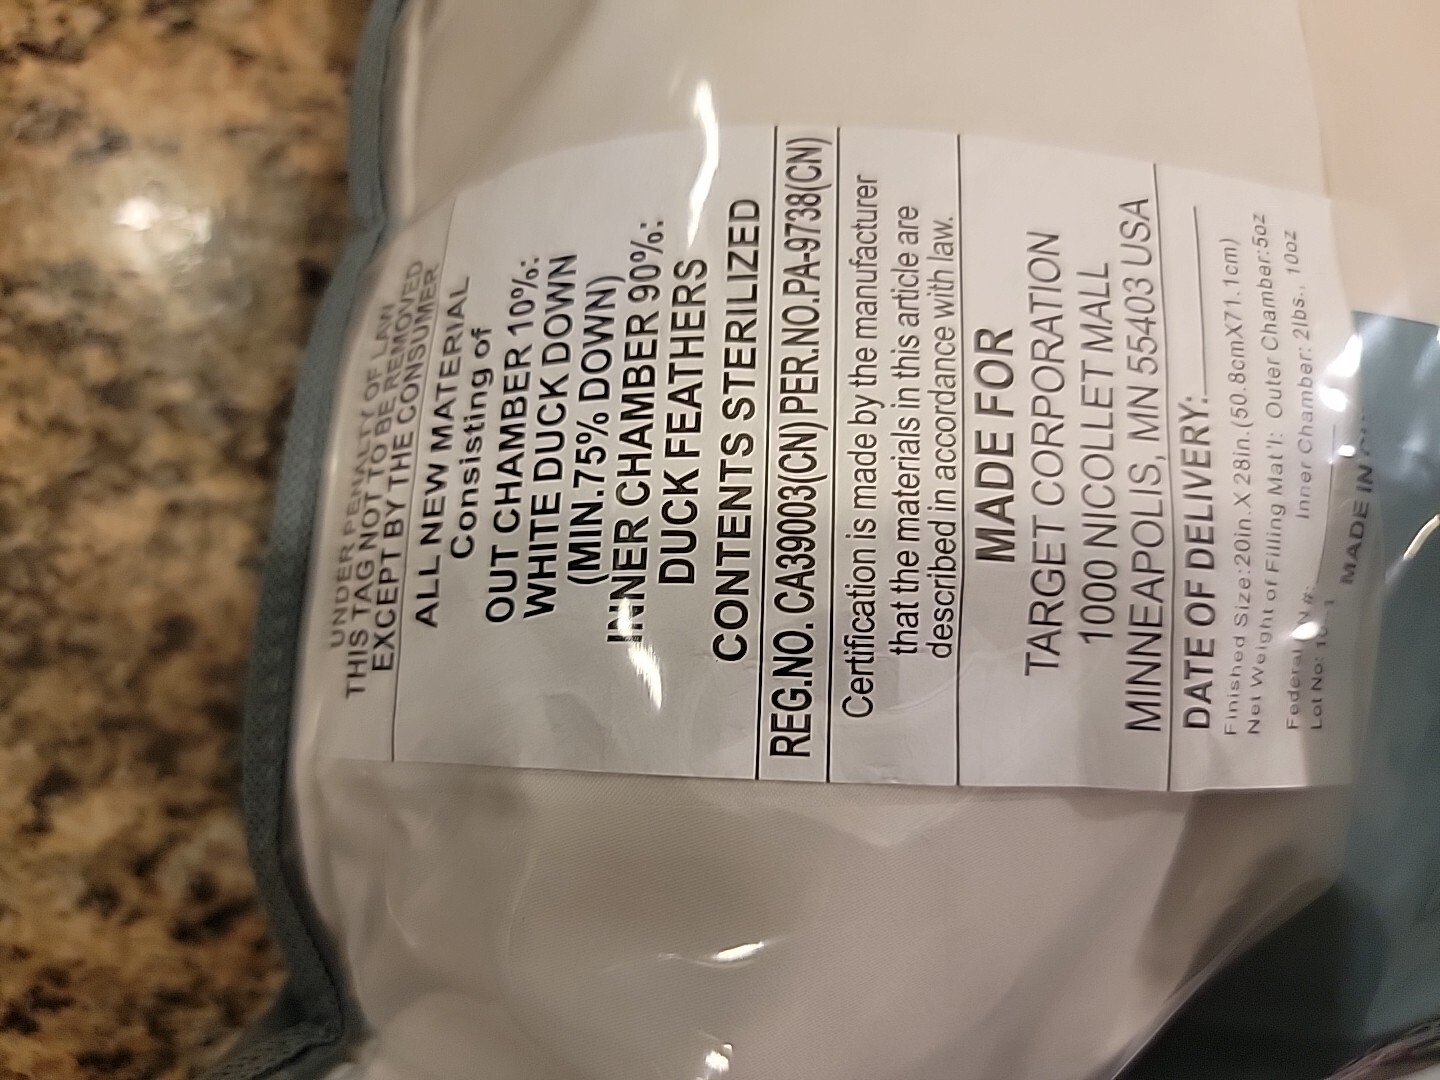 UNDER PENALTY OF LAW
THIS TAG NOT TO BE REMOVED
EXCEPT BY THE CONSUMER
ALL NEW MATERIAL
Consisting of
OUT CHAMBER 10%:
WHITE DUCK DOWN
(MIN.75% DOWN)
INNER CHAMBER 90%:
DUCK FEATHERS
CONTENTS STERILIZED
REG.NO. CA39003(CN) PER.NO.PA-9738(CN)
Certification is made by the manufacturer
that the materials in this article are
described in accordance with law.
MADE FOR
TARGET CORPORATION
1000 NICOLLET MALL
MINNEAPOLIS, MN 55403 USA
DATE OF DELIVERY:
Finished Size:20in.X 28in.(50.8cmX71.1cm)
Net Weight of Filling Mat'l: Outer Chamber:5oz
Inner Chamber: 2lbs., 10oz
Federal
Lot No:
MADE IN